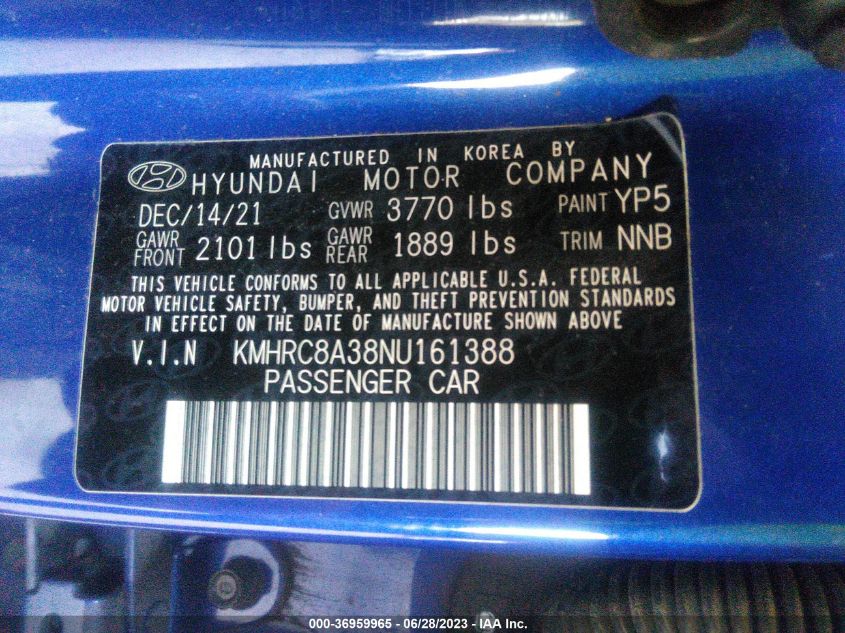 MANUFACTURED IN KOREA BY
HYUNDAI MOTOR COMPANY
DEC/14/21 GVWR 3770 lbs PAINT YP5
GAWR FRONT 2101 lbs GAWR REAR 1889 lbs TRIM NNB
THIS VEHICLE CONFORMS TO ALL APPLICABLE U.S.A. FEDERAL
MOTOR VEHICLE SAFETY, BUMPER, AND THEFT PREVENTION STANDARDS
IN EFFECT ON THE DATE OF MANUFACTURE SHOWN ABOVE
V.I.N KMHRC8A38NU161388
PASSENGER CAR
000-36959965 - 06/28/2023 - IAA Inc.